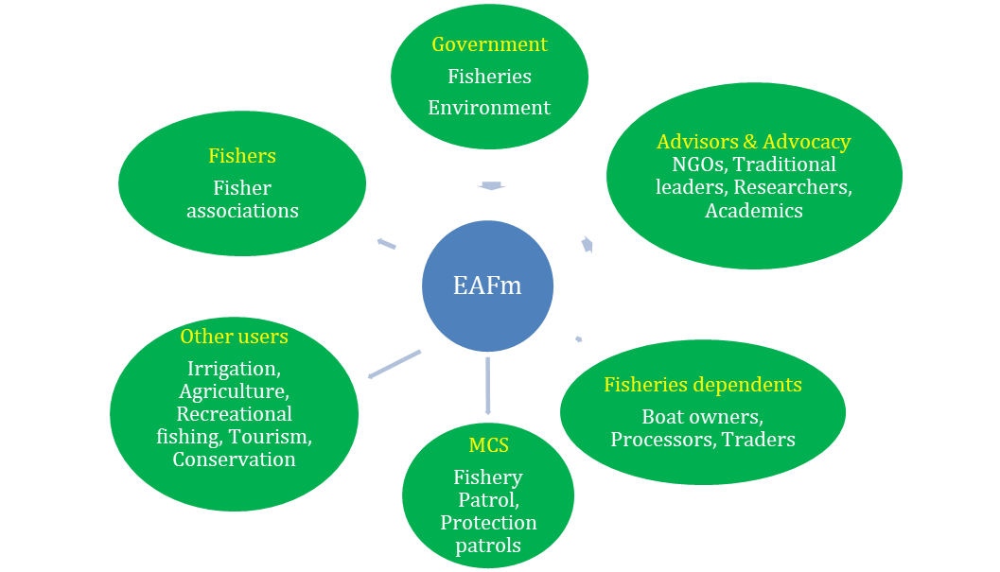 Government
Fisheries
Environment
Advisors & Advocacy
NGOs, Traditional
leaders, Researchers,
Academics
Fishers
Fisher
associations
EAFm
Other users
Irrigation,
Agriculture,
Recreational
fishing, Tourism,
Conservation
Fisheries dependents
Boat owners,
Processors, Traders
MCS
Fishery
Patrol,
Protection
patrols